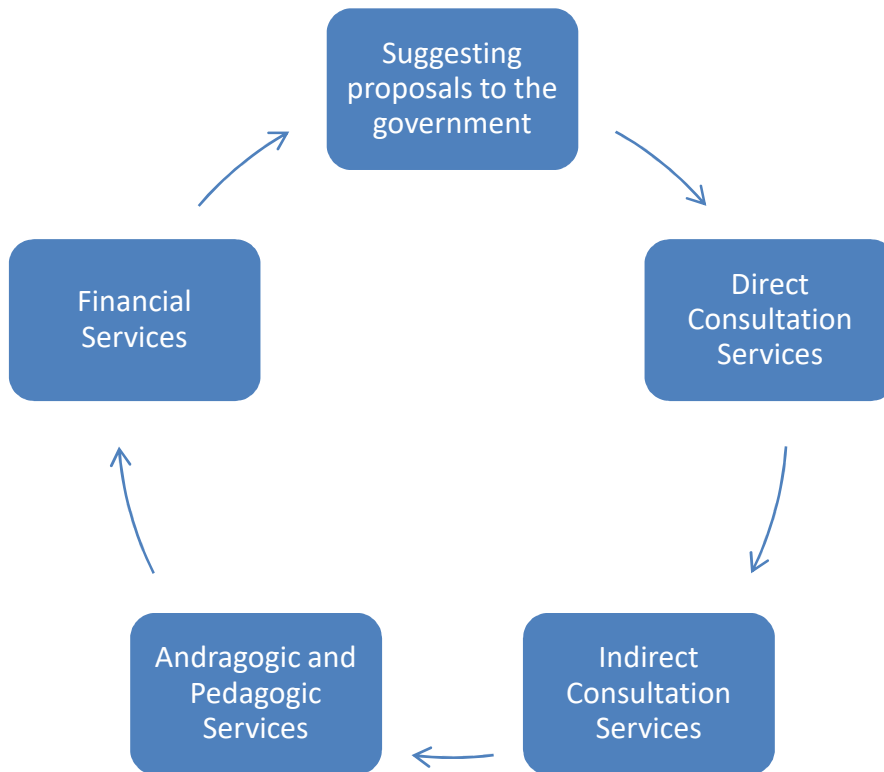 Suggesting
proposals to the
government
Direct
Consultation
Services
Indirect
Consultation
Services
Andragogic and
Pedagogic
Services
Financial
Services